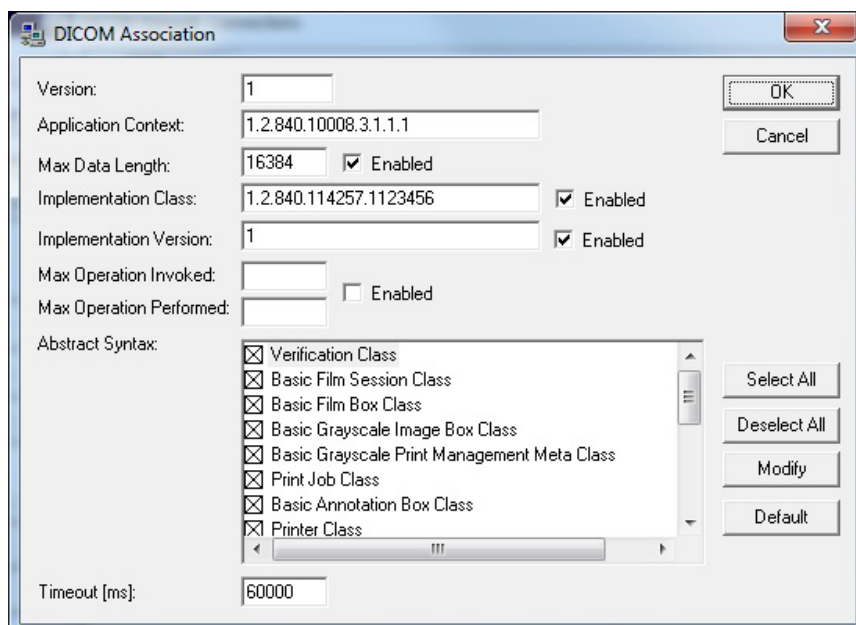 DICOM Association
Version: 1 OK
Application Context: 1.2.840.10008.3.1.1.1 Cancel
Max Data Length: 16384 Enabled
Implementation Class: 1.2.840.114257.1123456 Enabled
Implementation Version: 1 Enabled
Max Operation Invoked:
Enabled
Max Operation Performed:
Abstract Syntax:
Verification Class
Basic Film Session Class Select All
Basic Film Box Class
Basic Grayscale Image Box Class Deselect All
Basic Grayscale Print Management Meta Class
Print Job Class Modify
Basic Annotation Box Class
Printer Class Default
Timeout [ms]: 60000